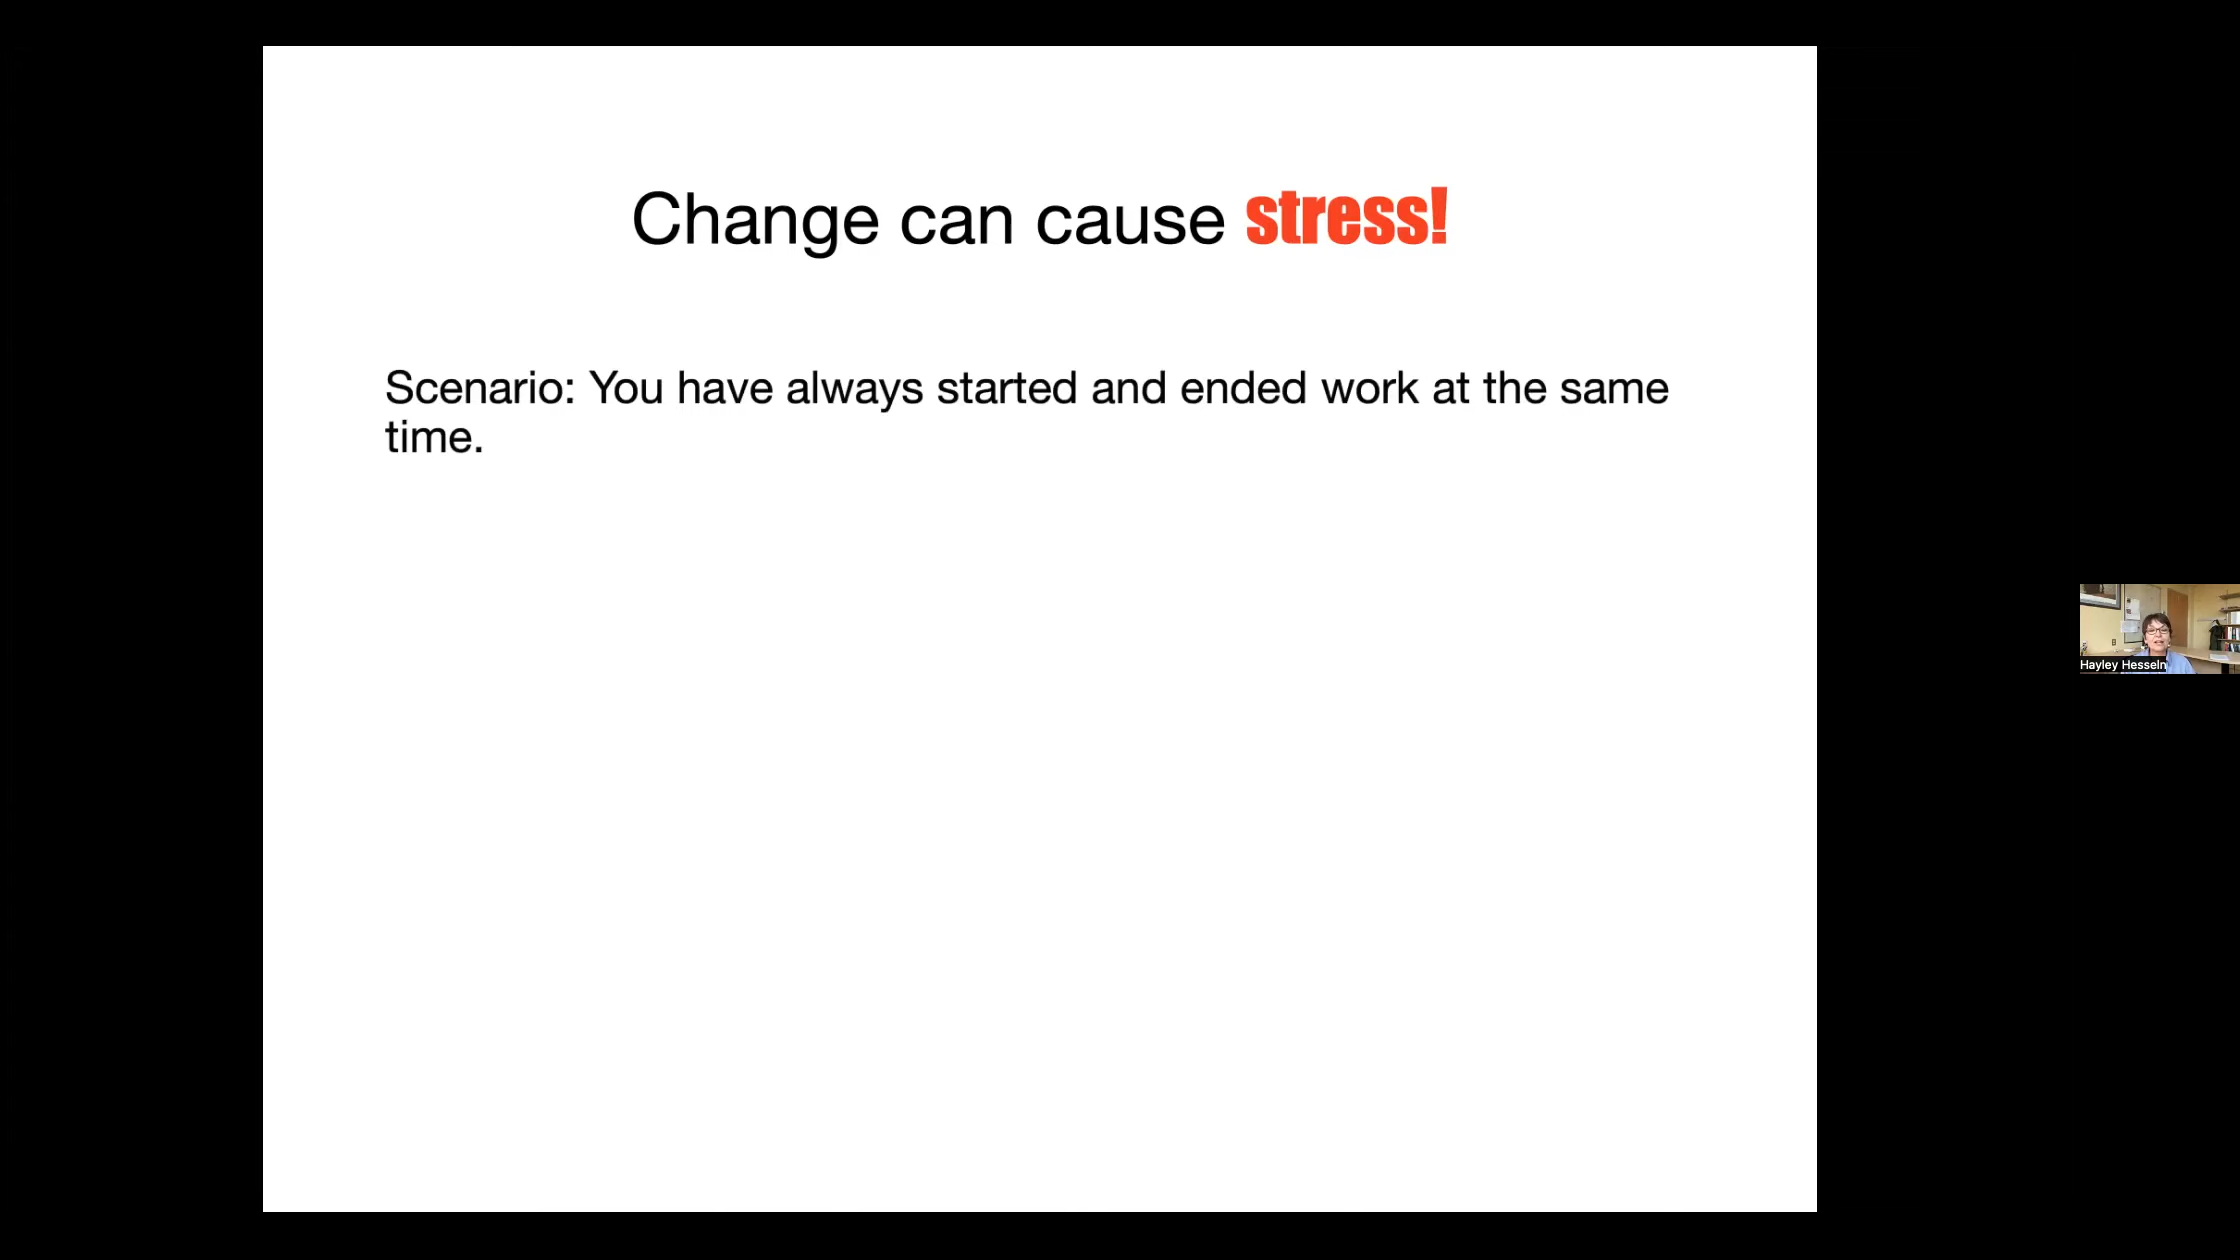 Change can cause stress!
Scenario: You have always started and ended work at the same
time.
Hayley Hesseln